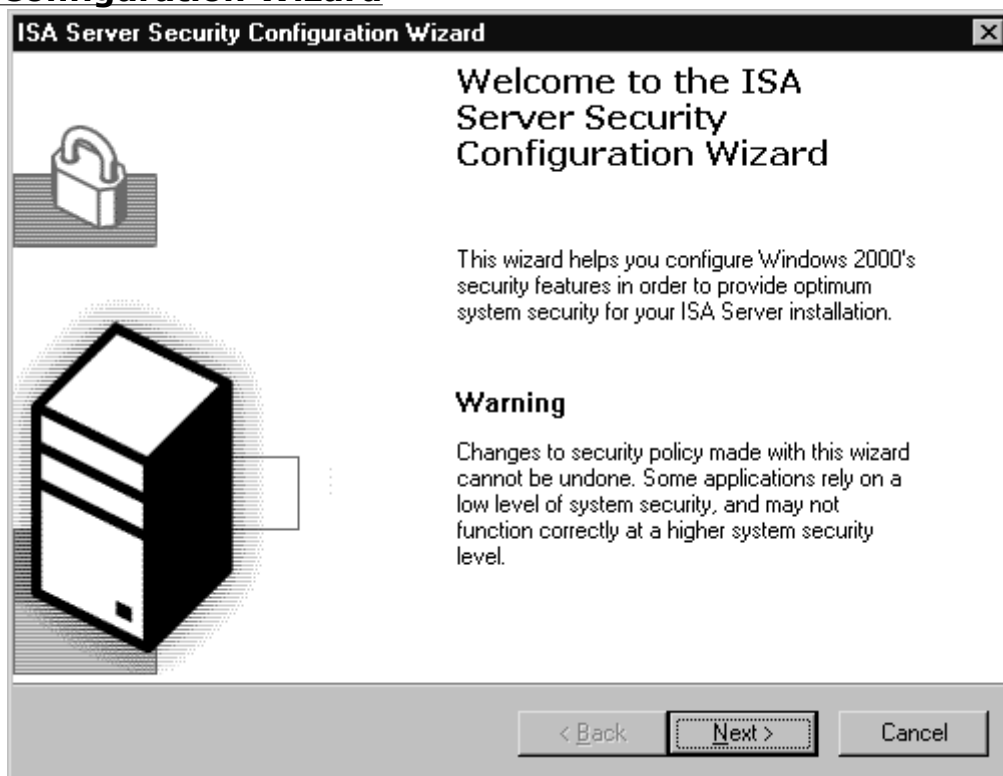 Configuration Wizard
ISA Server Security Configuration Wizard
Welcome to the ISA
Server Security
Configuration Wizard
This wizard helps you configure Windows 2000's
security features in order to provide optimum
system security for your ISA Server installation.
Warning
Changes to security policy made with this wizard
cannot be undone. Some applications rely on a
low level of system security, and may not
function correctly at a higher system security
level.
< Back Next > Cancel